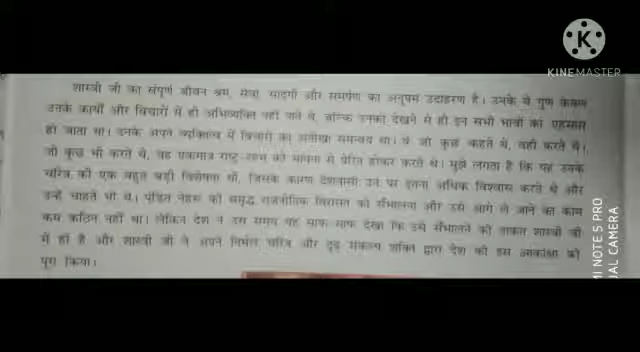 KINEMASTER
शास्त्री जी का संपूर्ण जीवन श्रम, सेवा, सादगी और समर्पण का अनुपम उदाहरण है। उनके ये गुण केवल
उनके कार्यों और विचारों में ही अभिव्यक्ति नहीं पाते थे, बल्कि उनको देखने से ही इन सभी भावों का एहसास
हो जाता था। उनके अपने व्यक्तित्व में विचारों का अनोखा समन्वय था। वे जो कुछ कहते थे, वही करते थे।
जो कुछ भी करते थे, वह एकमात्र राष्ट्र की भावना से प्रेरित होकर करते थे। मुझे लगता है कि यह उनके
चरित्र की एक बहुत बड़ी विशेषता थी, जिसके कारण देशवासी उन पर इतना अधिक विश्वास करते थे और
उन्हें चाहते भी थे। पंडित नेहरू की समृद्ध राजनीतिक विरासत को सँभालना और उसे आगे ले जाने का काम
कम कठिन नहीं था। लेकिन देश ने उस समय यह साफ-साफ देखा कि उसे सँभालने की ताकत शास्त्री जी
में ही है और शास्त्री जी ने अपने निर्मल चरित्र और दृढ़ संकल्प शक्ति द्वारा देश की इस आकांक्षा को
पूरा किया।
MI NOTE 5 PRO
DUAL CAMERA